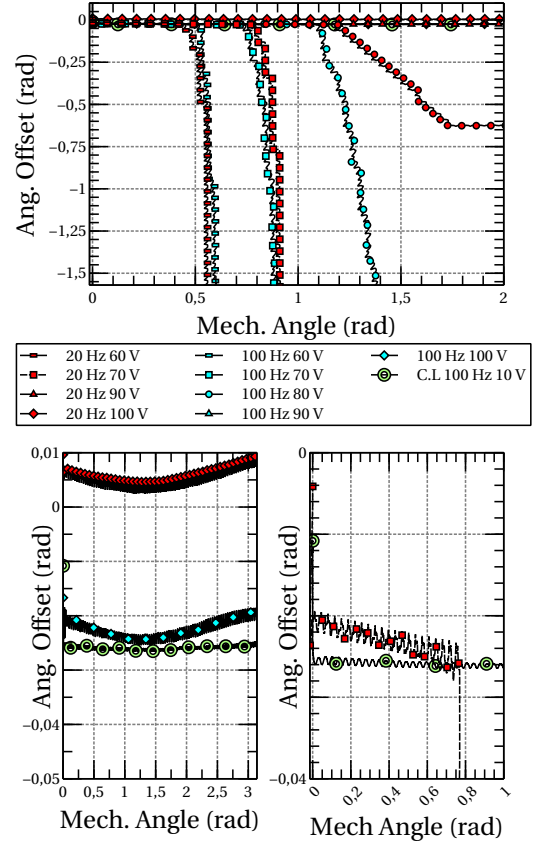 0
−0,25
−0,5
−0,75
−1
−1,25
−1,5
Ang. Offset (rad)
0 0,5 1 1,5 2
Mech. Angle (rad)
20 Hz 60 V 100 Hz 60 V 100 Hz 100 V
20 Hz 70 V 100 Hz 70 V C.L 100 Hz 10 V
20 Hz 90 V 100 Hz 80 V
20 Hz 100 V 100 Hz 90 V
0,01
0
−0,04
−0,05
Ang. Offset (rad)
0 0,5 1 1,5 2 2,5 3
Mech. Angle (rad)
0
−0,04
Ang. Offset (rad)
0 0,2 0,4 0,6 0,8 1
Mech Angle (rad)